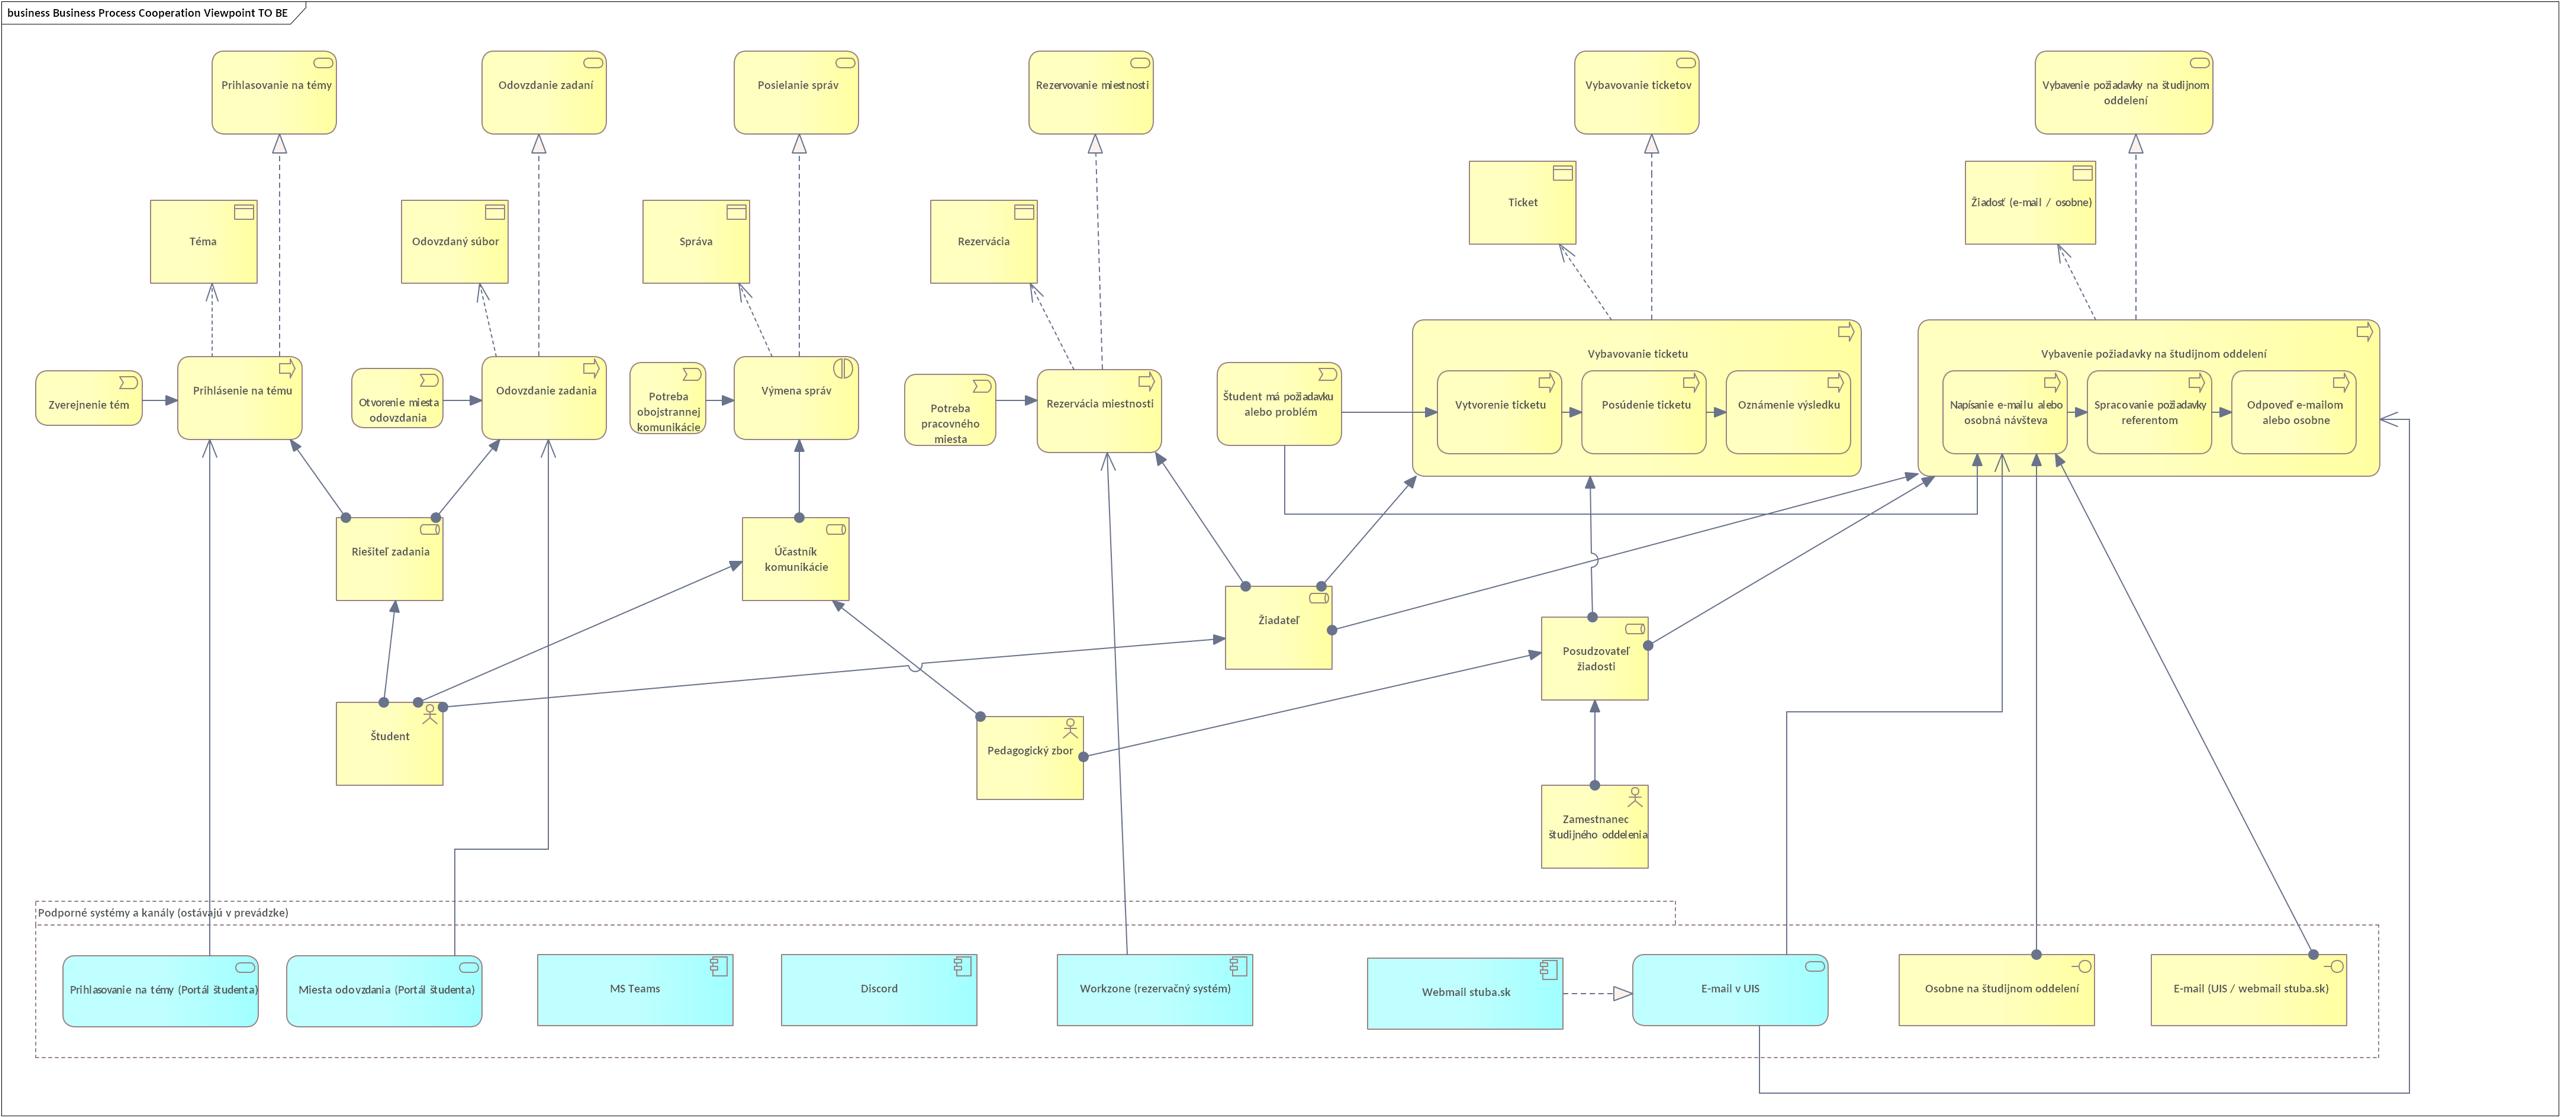 business Business Process Cooperation Viewpoint TO BE
Prihlasovanie na témy
Odovzdanie zadaní
Posielanie správ
Rezervovanie miestnosti
Vybavovanie ticketov
Vybavenie požiadavky na študijnom
oddelení
Téma
Odovzdaný súbor
Správa
Rezervácia
Ticket
Žiadosť (e-mail / osobne)
Zverejnenie tém
Prihlásenie na tému
Otvorenie miesta
odovzdania
Odovzdanie zadania
Potreba
obojstrannej
komunikácie
Výmena správ
Potreba
pracovného
miesta
Rezervácia miestnosti
Študent má požiadavku
alebo problém
Vybavovanie ticketu
Vytvorenie ticketu
Posúdenie ticketu
Oznámenie výsledku
Vybavenie požiadavky na študijnom oddelení
Napísanie e-mailu alebo
osobná návšteva
Spracovanie požiadavky
referentom
Odpoveď e-mailom
alebo osobne
Riešiteľ zadania
Účastník
komunikácie
Žiadateľ
Posudzovateľ
žiadosti
Študent
Pedagogický zbor
Zamestnanec
študijného oddelenia
Podporné systémy a kanály (ostávajú v prevádzke)
Prihlasovanie na témy (Portál študenta)
Miesta odovzdania (Portál študenta)
MS Teams
Discord
Workzone (rezervačný systém)
Webmail stuba.sk
E-mail v UIS
Osobne na študijnom oddelení
E-mail (UIS / webmail stuba.sk)